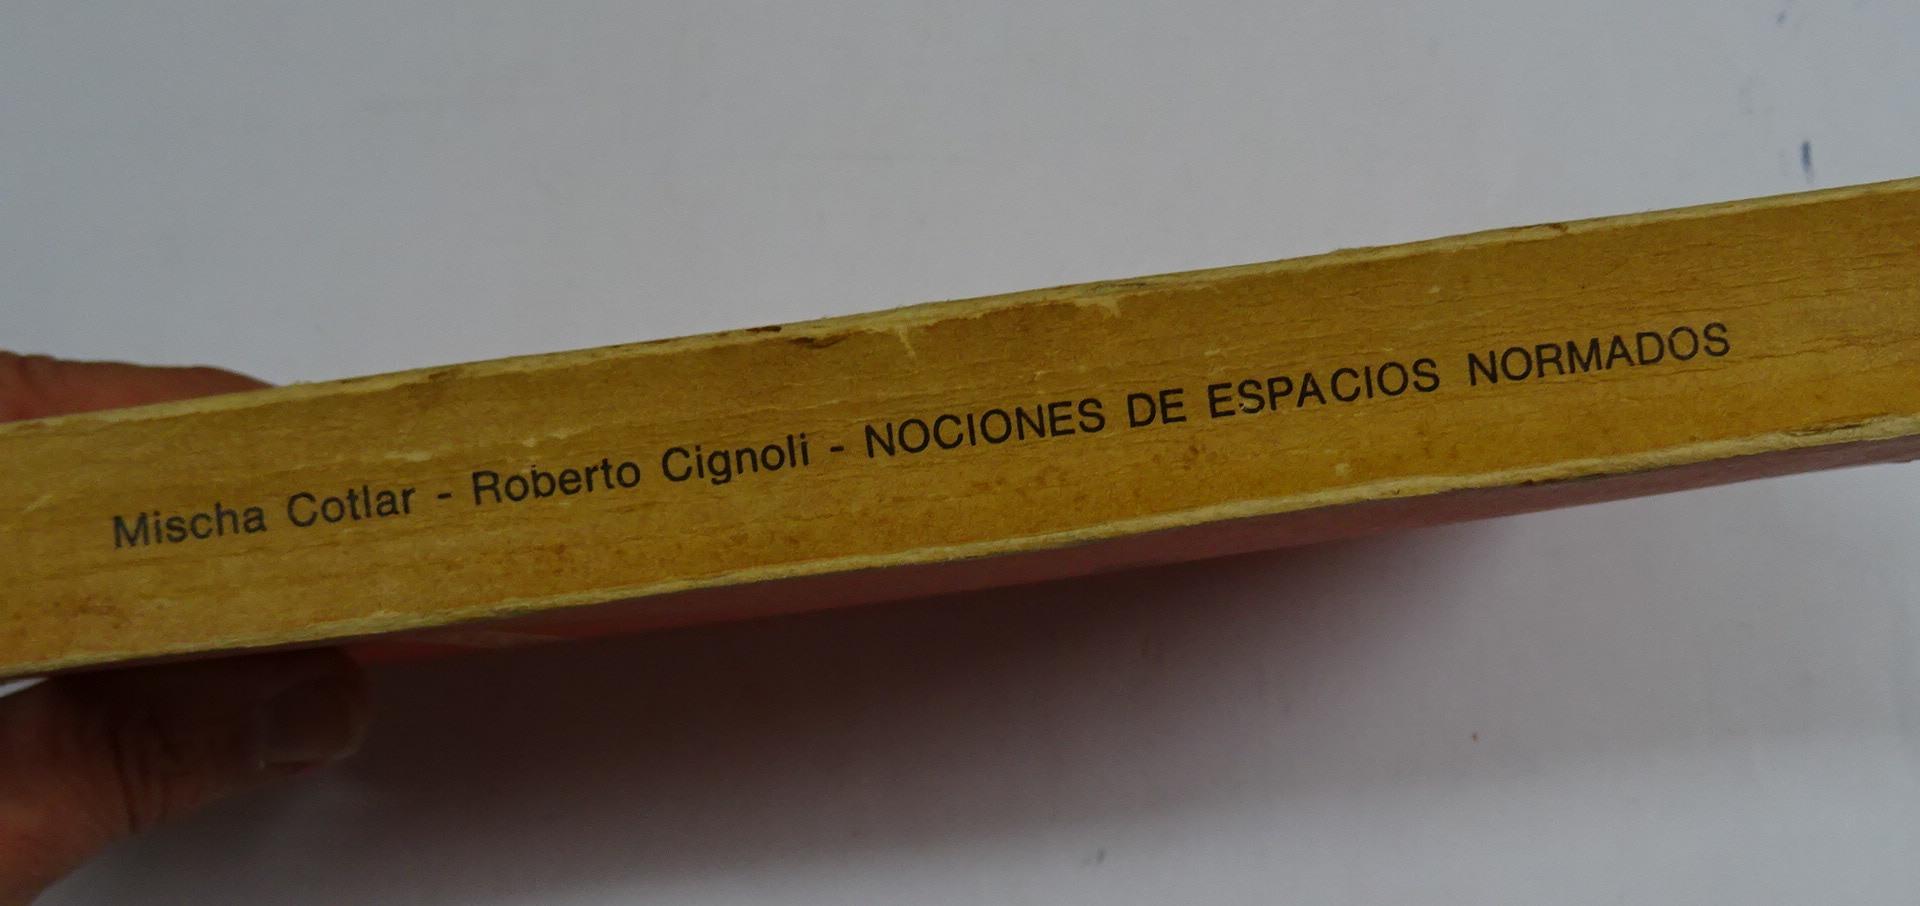 Mischa Cotlar - Roberto Cignoli - NOCIONES DE ESPACIOS NORMADOS